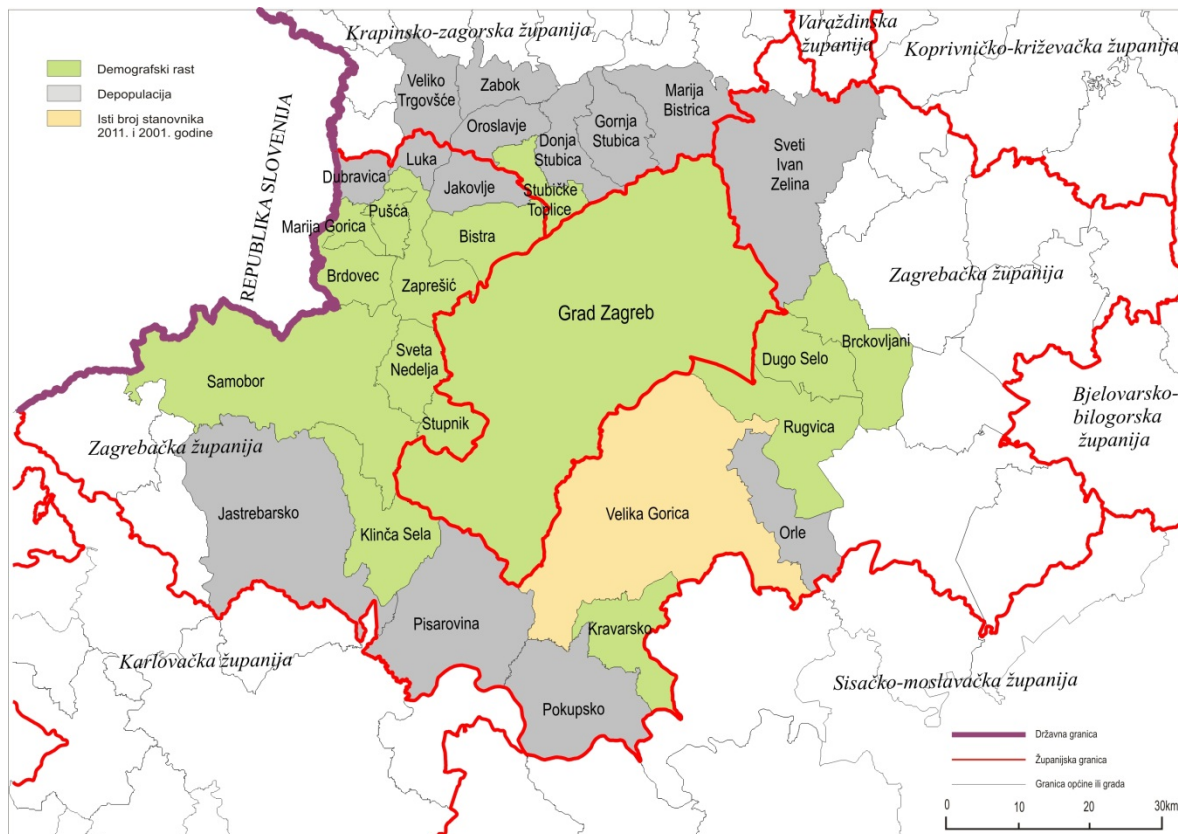 Krapinsko-zagorska županija
Varaždinska
županija
Koprivničko-križevačka županija
Demografski rast
Depopulacija
Isti broj stanovnika
2011. i 2001. godine
REPUBLIKA SLOVENIJA
Veliko
Trgovšće
Zabok
Oroslavje
Donja
Stubica
Gornja
Stubica
Marija
Bistrica
Sveti
Ivan
Zelina
Luka
Dubravica
Jakovlje
Stubičke
Toplice
Pušća
Marija Gorica
Bistra
Brdovec
Zaprešić
Zagrebačka županija
Grad Zagreb
Brckovljani
Dugo Selo
Sveta
Nedelja
Samobor
Stupnik
Rugvica
Bjelovarsko-
bilogorska
županija
Zagrebačka županija
Jastrebarsko
Klinča Sela
Velika Gorica
Orle
Pisarovina
Kravarsko
Karlovačka županija
Sisačko-moslavačka županija
Pokupsko
Državna granica
Županijska granica
Granica općine ili grada
0 10 20 30km